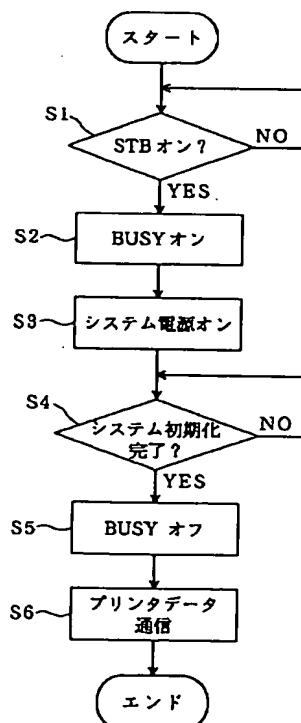 スタート
S1
STBオン?
NO
YES
S2
BUSYオン
S3
システム電源オン
S4
システム初期化
完了?
NO
YES
S5
BUSY オフ
S6
プリンタデータ
通信
エンド